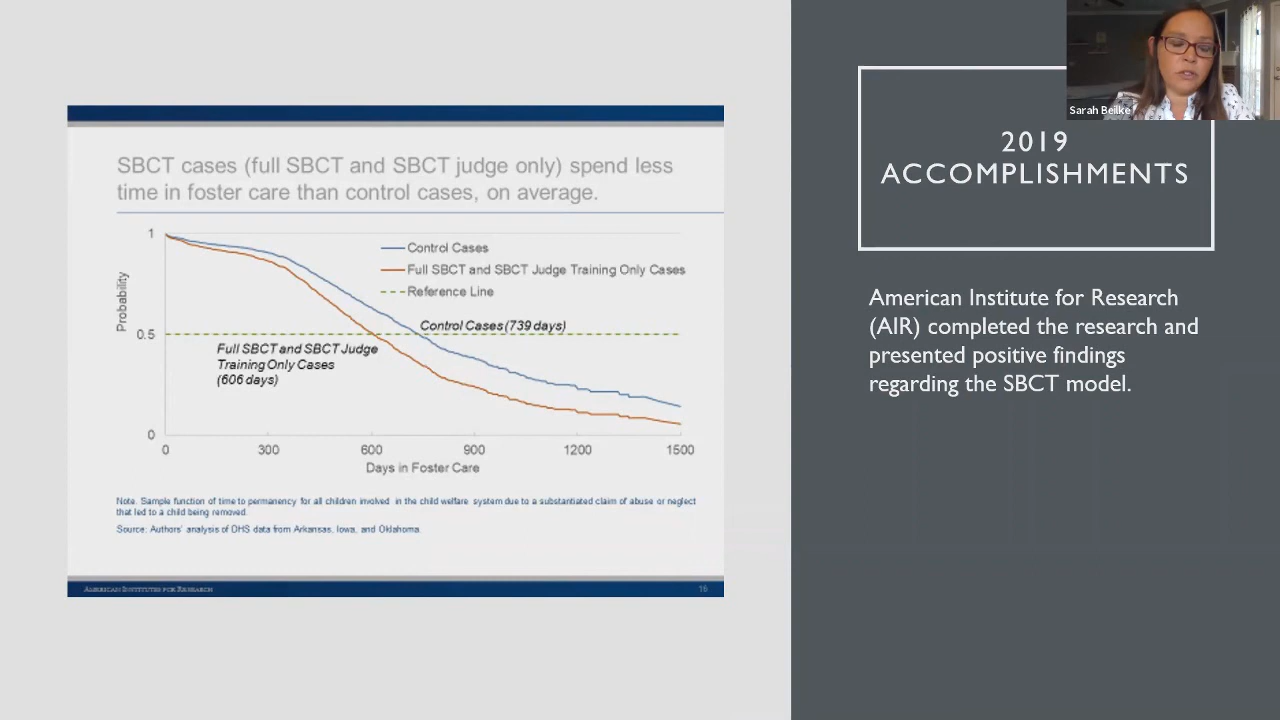 SBCT cases (full SBCT and SBCT judge only) spend less
time in foster care than control cases, on average.
1
Control Cases
Full SBCT and SBCT Judge Training Only Cases
Reference Line
Probability
0.5
Control Cases (739 days)
Full SBCT and SBCT Judge
Training Only Cases
(606 days)
0
0 300 600 900 1200 1500
Days in Foster Care
Note. Sample function of time to permanency for all children involved in the child welfare system due to a substantiated claim of abuse or neglect
that led to a child being removed.
Source: Authors' analysis of DHS data from Arkansas, Iowa, and Oklahoma.
AMERICAN INSTITUTES FOR RESEARCH
16
Sarah Beilke
2019
ACCOMPLISHMENTS
American Institute for Research
(AIR) completed the research and
presented positive findings
regarding the SBCT model.